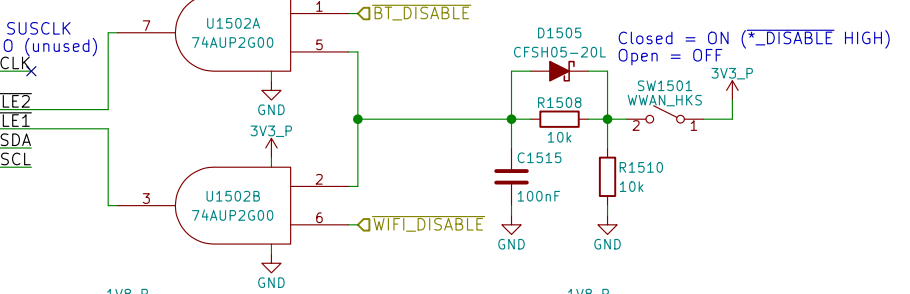 SUSCLK
O (unused)
CLK
LE2
LE1
SDA
SCL
7
U1502A
74AUP2G00
1
BT_DISABLE
5
GND
3V3_P
3
U1502B
74AUP2G00
2
6
WIFI_DISABLE
GND
D1505
CFSH05-20L
R1508
10k
C1515
100nF
GND
R1510
10k
GND
Closed = ON (*_DISABLE HIGH)
Open = OFF
SW1501
WWAN_HKS
2
1
3V3_P
1V8_P
1V8_P